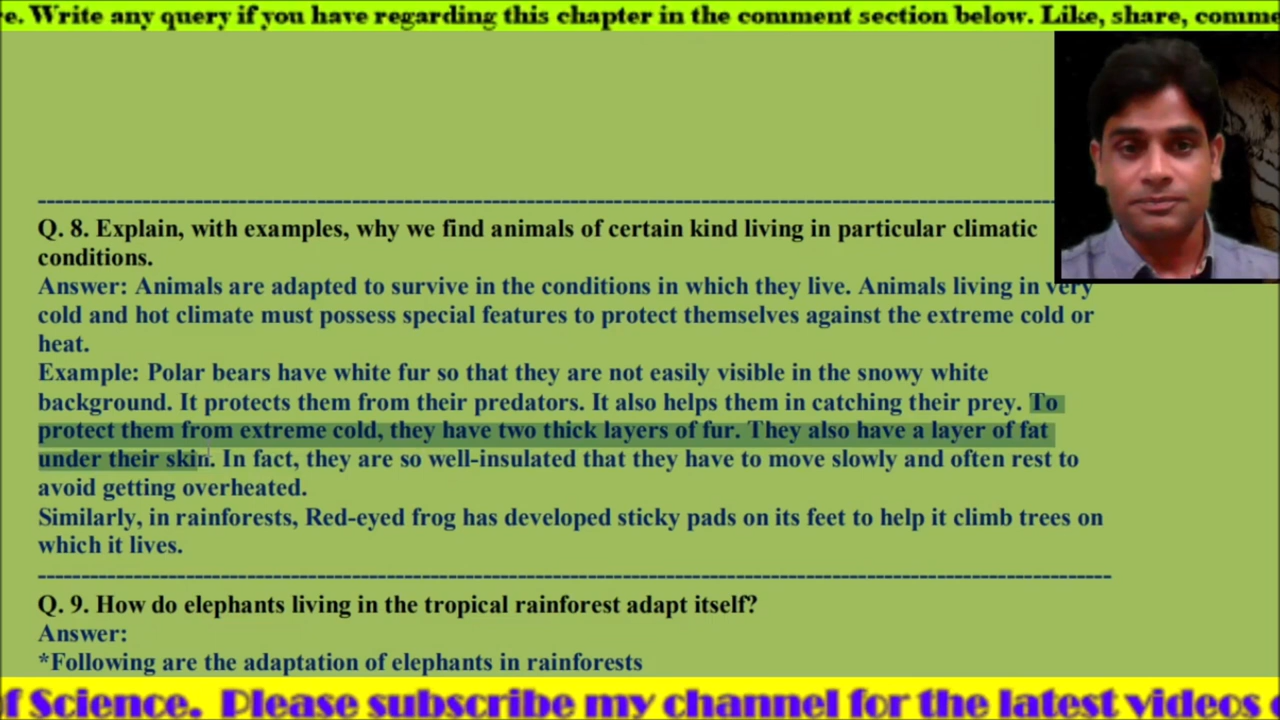 e. Write any query if you have regarding this chapter in the comment section below. Like, share, comme
Q. 8. Explain, with examples, why we find animals of certain kind living in particular climatic
conditions.
Answer: Animals are adapted to survive in the conditions in which they live. Animals living in very
cold and hot climate must possess special features to protect themselves against the extreme cold or
heat.
Example: Polar bears have white fur so that they are not easily visible in the snowy white
background. It protects them from their predators. It also helps them in catching their prey. To
protect them from extreme cold, they have two thick layers of fur. They also have a layer of fat
under their skin. In fact, they are so well-insulated that they have to move slowly and often rest to
avoid getting overheated.
Similarly, in rainforests, Red-eyed frog has developed sticky pads on its feet to help it climb trees on
which it lives.
Q. 9. How do elephants living in the tropical rainforest adapt itself?
Answer:
*Following are the adaptation of elephants in rainforests
of Science. Please subscribe my channel for the latest videos